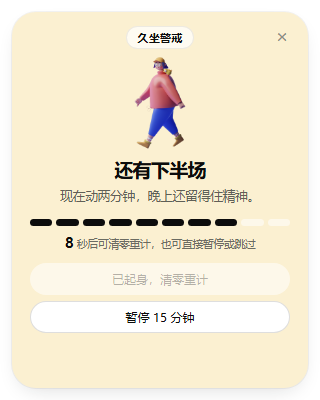 久坐警戒
还有下半场
现在动两分钟，晚上还留得住精神。
8 秒后可清零重计，也可直接暂停或跳过
已起身，清零重计
暂停 15 分钟